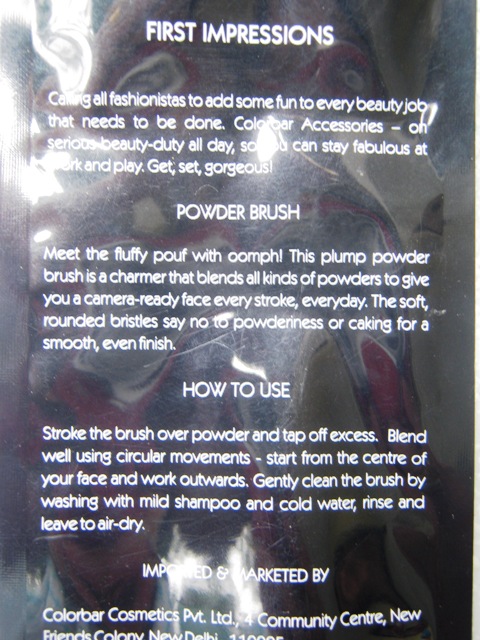 FIRST IMPRESSIONS
Calling all fashionistas to add some fun to every beauty job
that needs to be done. Colorbar Accessories – on
serious beauty-duty all day, so you can stay fabulous at
work and play. Get, set, gorgeous!
POWDER BRUSH
Meet the fluffy pouf with oomph! This plump powder
brush is a charmer that blends all kinds of powders to give
you a camera-ready face every stroke, everyday. The soft,
rounded bristles say no to powderiness or caking for a
smooth, even finish.
HOW TO USE
Stroke the brush over powder and tap off excess. Blend
well using circular movements - start from the centre of
your face and work outwards. Gently clean the brush by
washing with mild shampoo and cold water, rinse and
leave to air-dry.
IMPORTED & MARKETED BY
Colorbar Cosmetics Pvt. Ltd., 4 Community Centre, New
Friends Colony, New Delhi